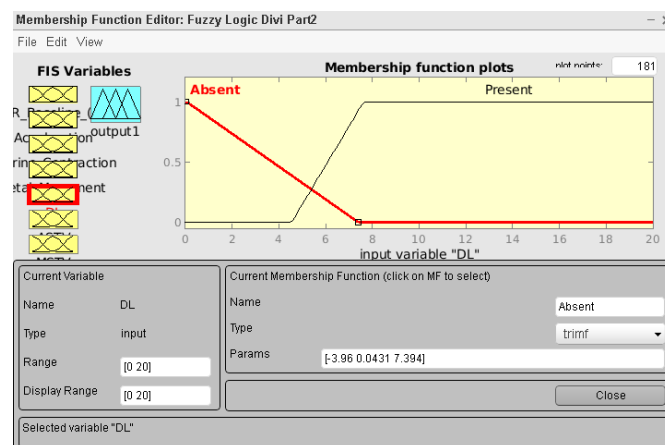 Membership Function Editor: Fuzzy Logic Divi Part2
File Edit View
FIS Variables
output1
Membership function plots
plot points:
181
Absent
Present
1
0.5
0
0 2 4 6 8 10 12 14 16 18 20
input variable "DL"
Current Variable
Name DL
Type input
Range [0 20]
Display Range [0 20]
Current Membership Function (click on MF to select)
Name Absent
Type trimf
Params [-3.96 0.0431 7.394]
Close
Selected variable "DL"